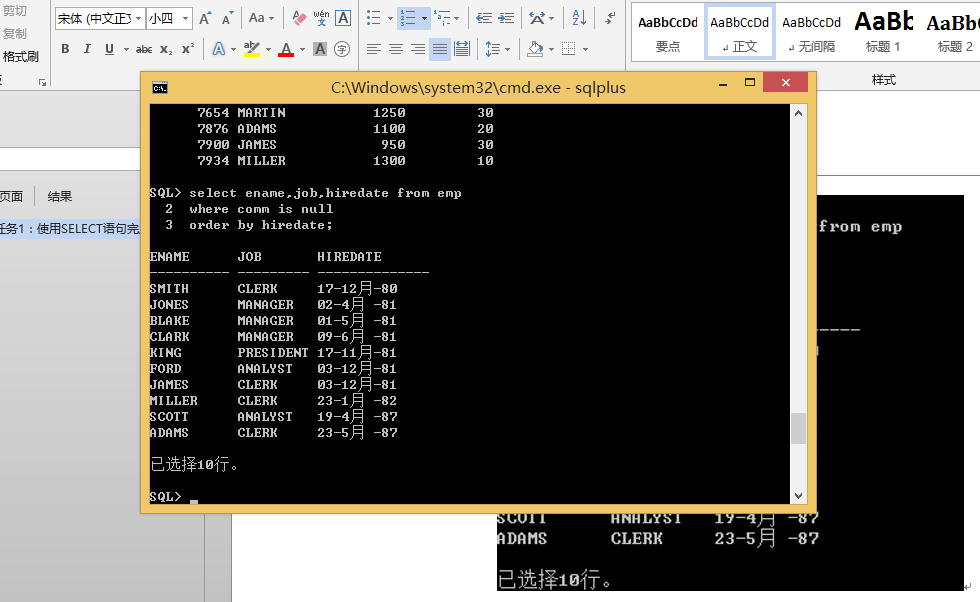 剪切
宋体 (中文正文
小四
Aa
wén
A
AaBbCcDd
AaBbCcDd
AaBbCcDd
AaBb
AaBb
复制
格式刷
B I U abc x₂ x² A ab A A 字
要点
正文
无间隔
标题 1
标题 2
样式
C:\Windows\system32\cmd.exe - sqlplus
7654 MARTIN 1250 30
7876 ADAMS 1100 20
7900 JAMES 950 30
7934 MILLER 1300 10
SQL> select ename,job,hiredate from emp
2 where comm is null
3 order by hiredate;
ENAME JOB HIREDATE
---------- --------- --------------
SMITH CLERK 17-12月-80
JONES MANAGER 02-4月 -81
BLAKE MANAGER 01-5月 -81
CLARK MANAGER 09-6月 -81
KING PRESIDENT 17-11月-81
FORD ANALYST 03-12月-81
JAMES CLERK 03-12月-81
MILLER CLERK 23-1月 -82
SCOTT ANALYST 19-4月 -87
ADAMS CLERK 23-5月 -87
已选择10行。
SQL>
页面
结果
任务1：使用SELECT语句完
from emp
SCOTT ANALYST 19-4月 -87
ADAMS CLERK 23-5月 -87
已选择10行。